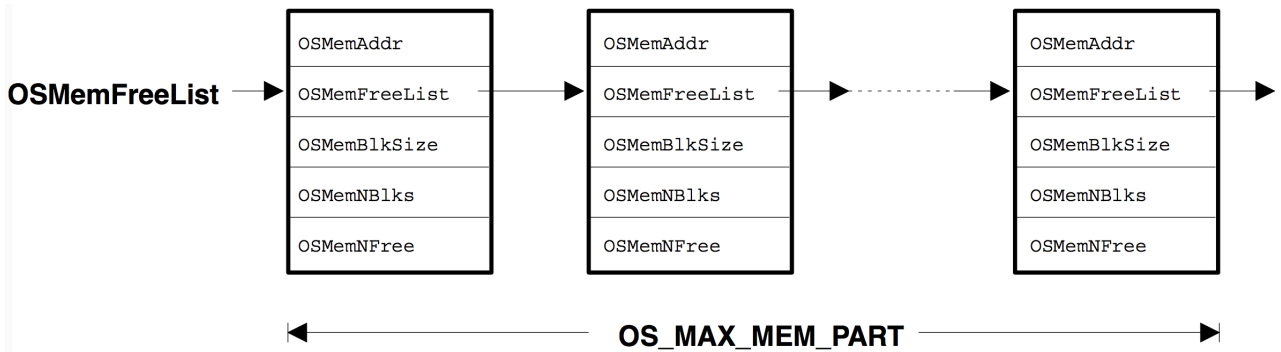 OSMemAddr OSMemAddr OSMemAddr
OSMemFreeList OSMemFreeList OSMemFreeList OSMemFreeList
OSMemBlkSize OSMemBlkSize OSMemBlkSize
OSMemNBlks OSMemNBlks OSMemNBlks
OSMemNFree OSMemNFree OSMemNFree
OS_MAX_MEM_PART